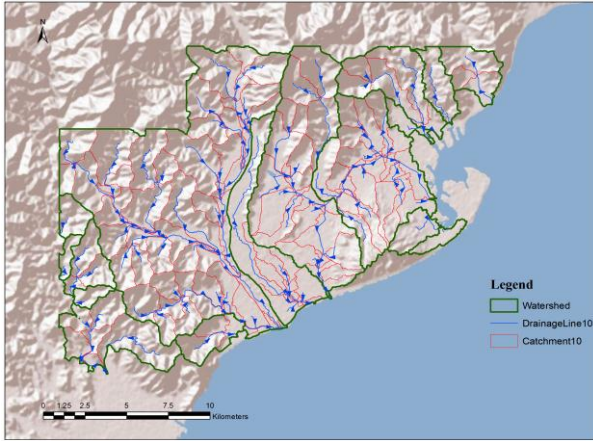 N
Legend
Watershed
DrainageLine10
Catchment10
0 1.25 2.5 5 7.5 10
Kilometers